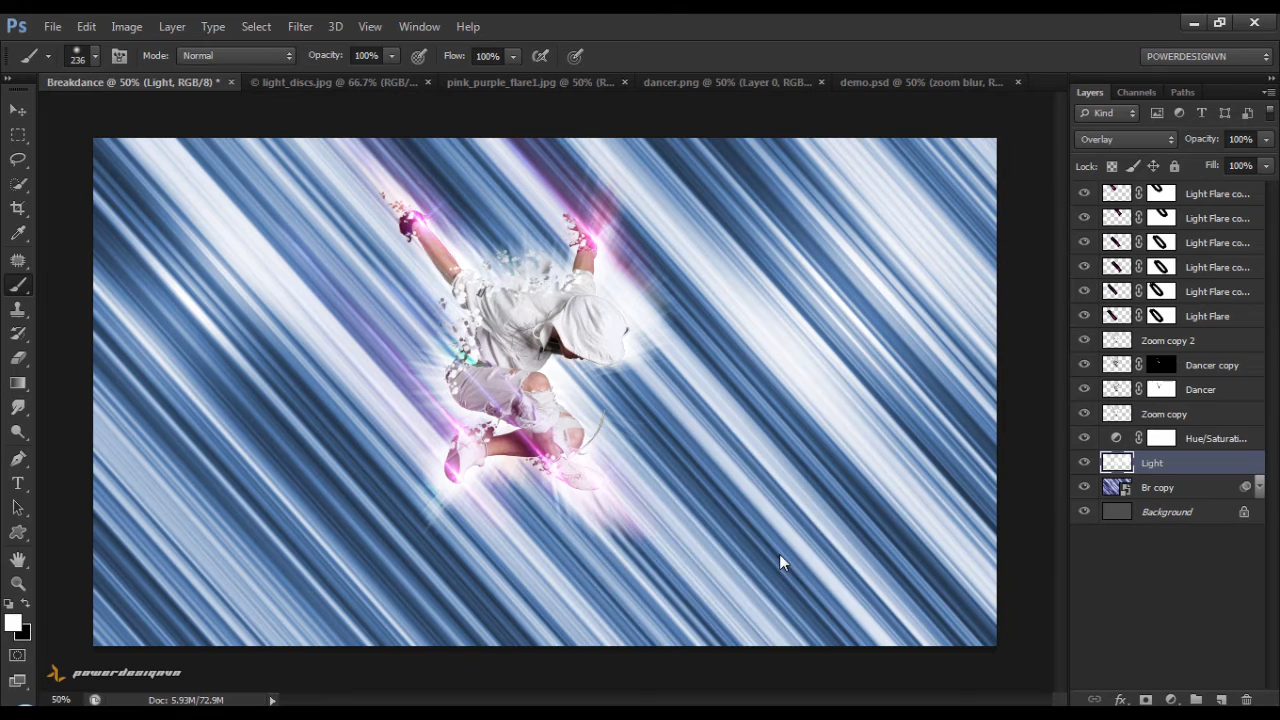 Ps File Edit Image Layer Type Select Filter 3D View Window Help
236 Mode: Normal Opacity: 100% Flow: 100% POWERDESIGNVN
Breakdance @ 50% (Light, RGB/8) * × © light_discs.jpg @ 66.7% (RGB/... × pink_purple_flare1.jpg @ 50% (R... × dancer.png @ 50% (Layer 0, RGB/8... × demo.psd @ 50% (zoom blur, R... ×
Layers Channels Paths
Kind
Overlay Opacity: 100%
Lock: Fill: 100%
Light Flare co...
Light Flare co...
Light Flare co...
Light Flare co...
Light Flare co...
Light Flare
Zoom copy 2
Dancer copy
Dancer
Zoom copy
Hue/Saturati...
Light
Br copy
Background
powerdesignvn
50% Doc: 5.93M/72.9M
fx